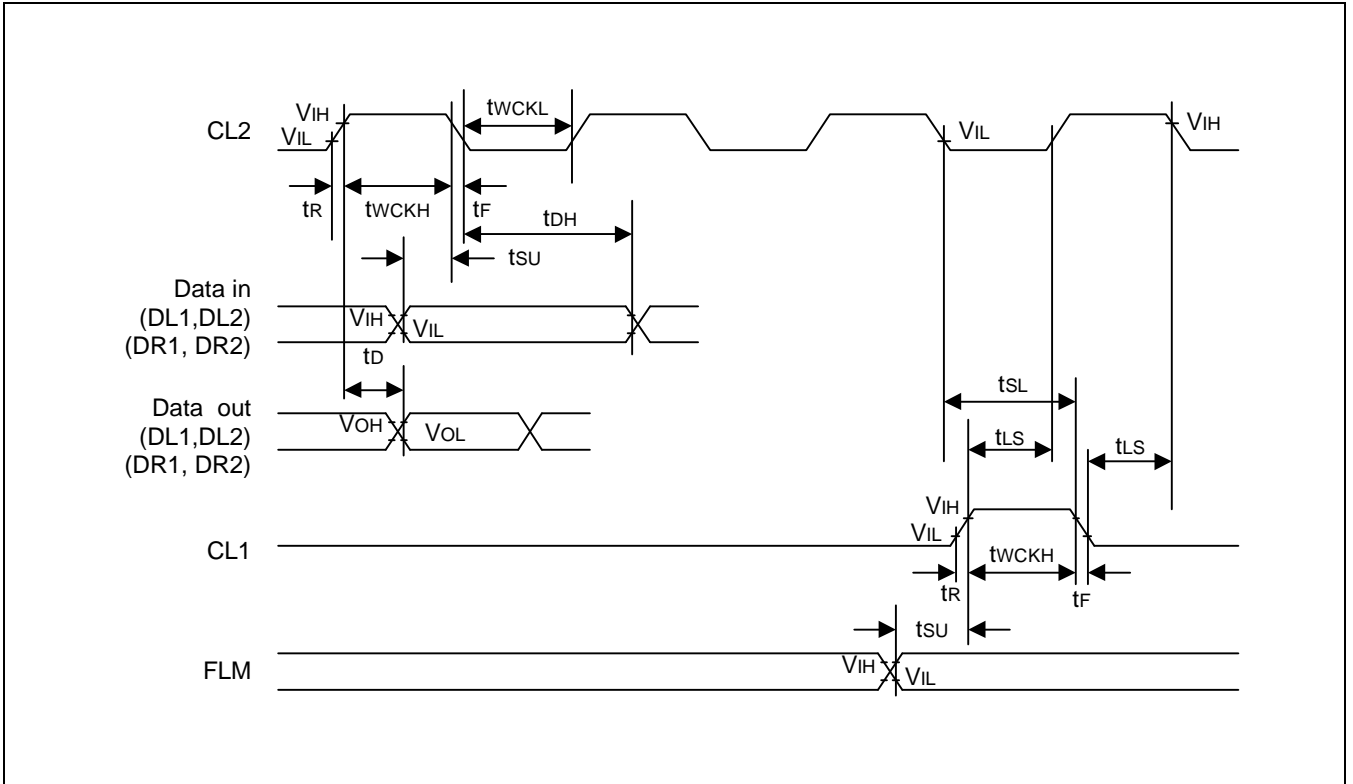 VIH
CL2
VIL
tWCKL
VIL
VIH
tR
tWCKH
tF
tDH
tSU
Data in
(DL1,DL2)
(DR1, DR2)
VIH
VIL
tD
Data out
(DL1,DL2)
(DR1, DR2)
VOH
VOL
tSL
tLS
tLS
VIH
VIL
CL1
tWCKH
tR
tF
tSU
FLM
VIH
VIL